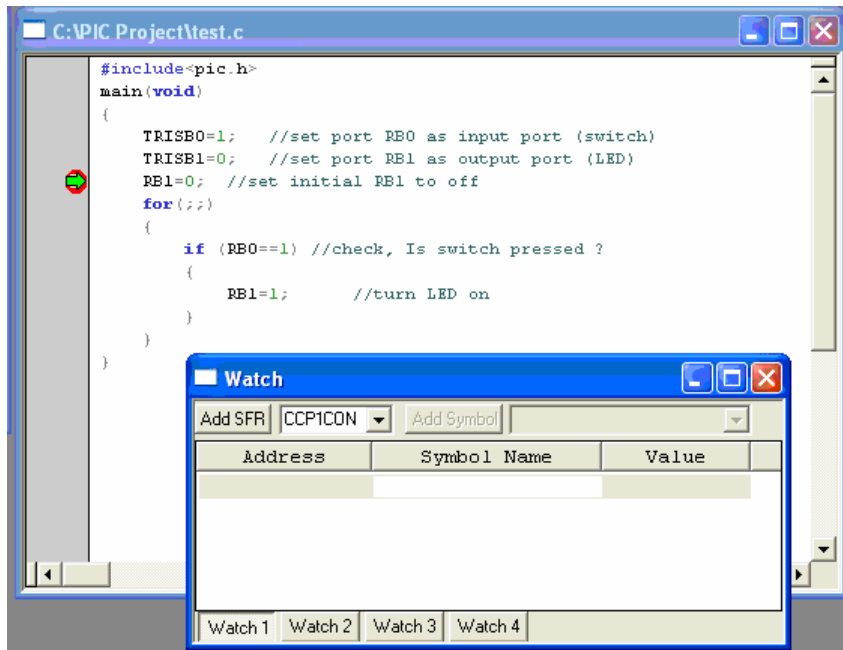 C:\PIC Project\test.c
#include<pic.h>
main(void)
{
TRISB0=1; //set port RB0 as input port (switch)
TRISB1=0; //set port RB1 as output port (LED)
RB1=0; //set initial RB1 to off
for(;;)
{
if (RB0==1) //check, Is switch pressed ?
{
RB1=1; //turn LED on
}
}
}
Watch
Add SFR CCP1CON Add Symbol
Address Symbol Name Value
Watch 1 Watch 2 Watch 3 Watch 4